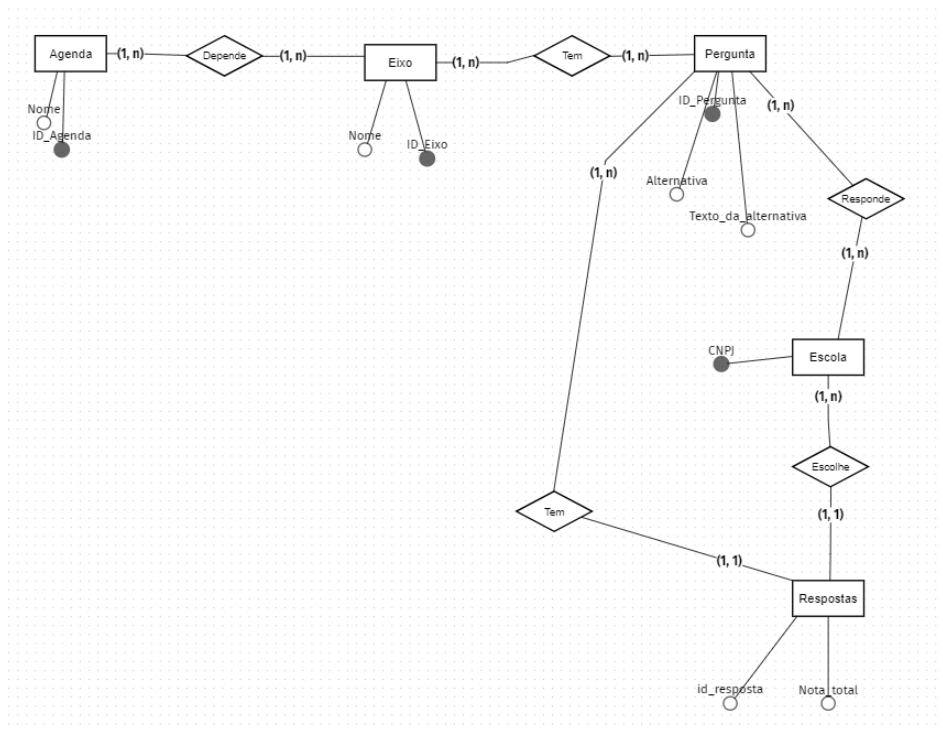 Agenda
(1, n)
Depende
(1, n)
Eixo
(1, n)
Tem
(1, n)
Pergunta
Nome
ID_Agenda
Nome
ID_Eixo
ID_Pergunta
(1, n)
(1, n)
Alternativa
Texto_da_alternativa
Responde
(1, n)
CNPJ
Escola
(1, n)
Escolhe
Tem
(1, 1)
(1, 1)
Respostas
id_resposta
Nota_total